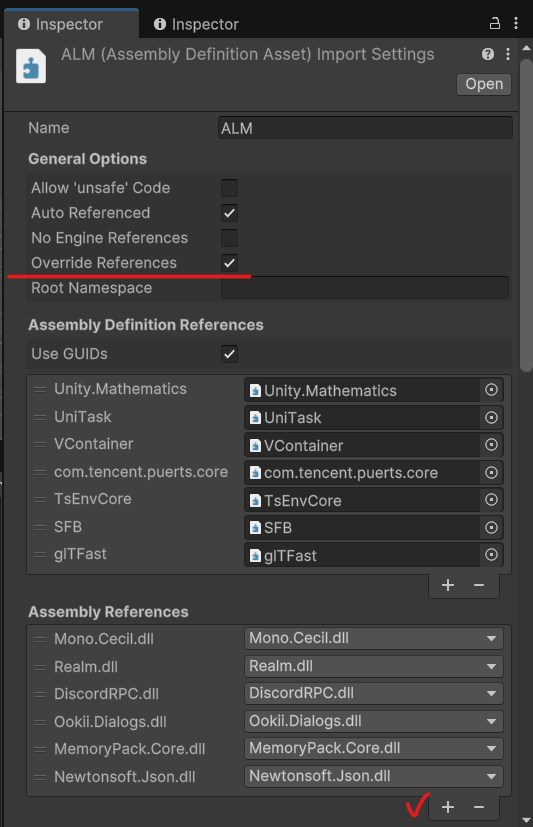 Inspector Inspector
ALM (Assembly Definition Asset) Import Settings
Open
Name ALM
General Options
Allow 'unsafe' Code
Auto Referenced
No Engine References
Override References
Root Namespace
Assembly Definition References
Use GUIDs
Unity.Mathematics Unity.Mathematics
UniTask UniTask
VContainer VContainer
com.tencent.puerts.core com.tencent.puerts.core
TsEnvCore TsEnvCore
SFB SFB
glTFast glTFast
Assembly References
Mono.Cecil.dll Mono.Cecil.dll
Realm.dll Realm.dll
DiscordRPC.dll DiscordRPC.dll
Ookii.Dialogs.dll Ookii.Dialogs.dll
MemoryPack.Core.dll MemoryPack.Core.dll
Newtonsoft.Json.dll Newtonsoft.Json.dll